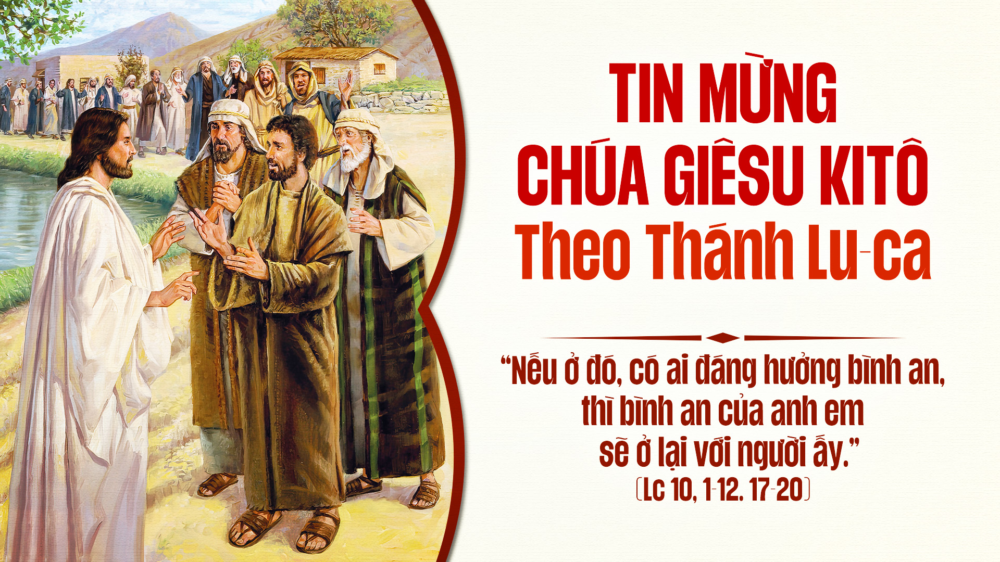 TIN MỪNG
CHÚA GIÊSU KITÔ
Theo Thánh Lu-ca
“Nếu ở đó, có ai đáng hưởng bình an,
thì bình an của anh em
sẽ ở lại với người ấy.”
(Lc 10, 1-12. 17-20)